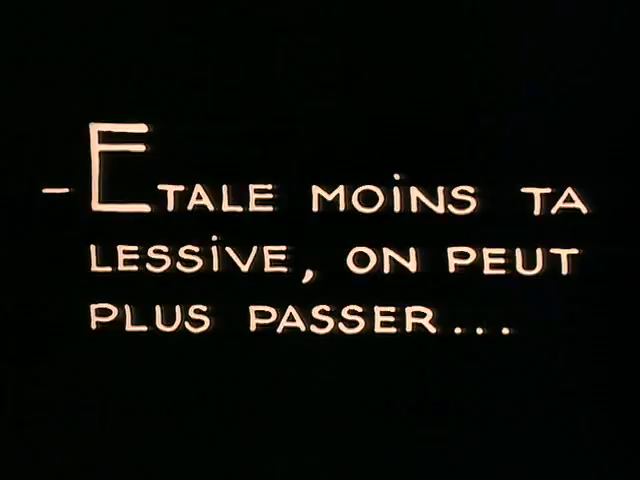 - ETALE MOiNS TA
LESSiVE, ON PEUT
PLUS PASSER...